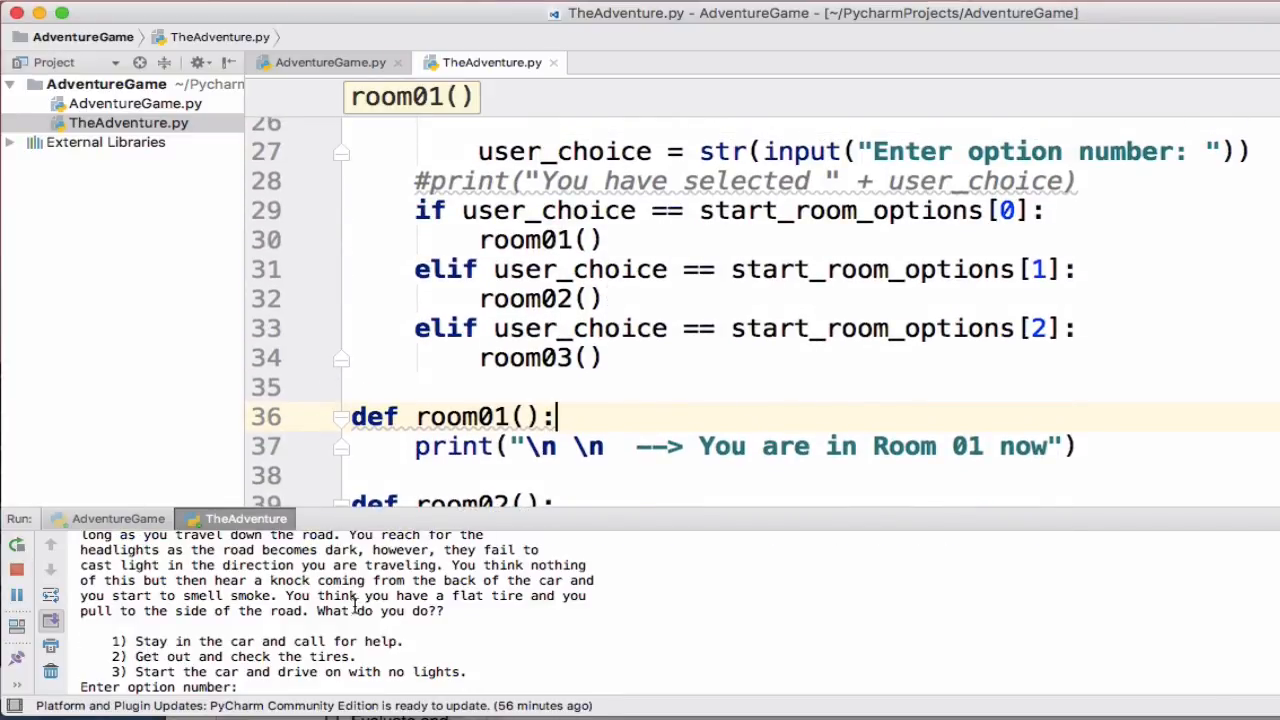 TheAdventure.py - AdventureGame - [~/PycharmProjects/AdventureGame]
AdventureGame TheAdventure.py
Project AdventureGame.py TheAdventure.py
AdventureGame ~/Pycharm
AdventureGame.py
TheAdventure.py
External Libraries
room01()
26
27 user_choice = str(input("Enter option number: "))
28 #print("You have selected " + user_choice)
29 if user_choice == start_room_options[0]:
30 room01()
31 elif user_choice == start_room_options[1]:
32 room02()
33 elif user_choice == start_room_options[2]:
34 room03()
35
36 def room01():
37 print("\n \n --> You are in Room 01 now")
38
39 def room02():
Run: AdventureGame TheAdventure
long as you travel down the road. You reach for the
headlights as the road becomes dark, however, they fail to
cast light in the direction you are traveling. You think nothing
of this but then hear a knock coming from the back of the car and
you start to smell smoke. You think you have a flat tire and you
pull to the side of the road. What do you do??
1) Stay in the car and call for help.
2) Get out and check the tires.
3) Start the car and drive on with no lights.
Enter option number:
Platform and Plugin Updates: PyCharm Community Edition is ready to update. (56 minutes ago)